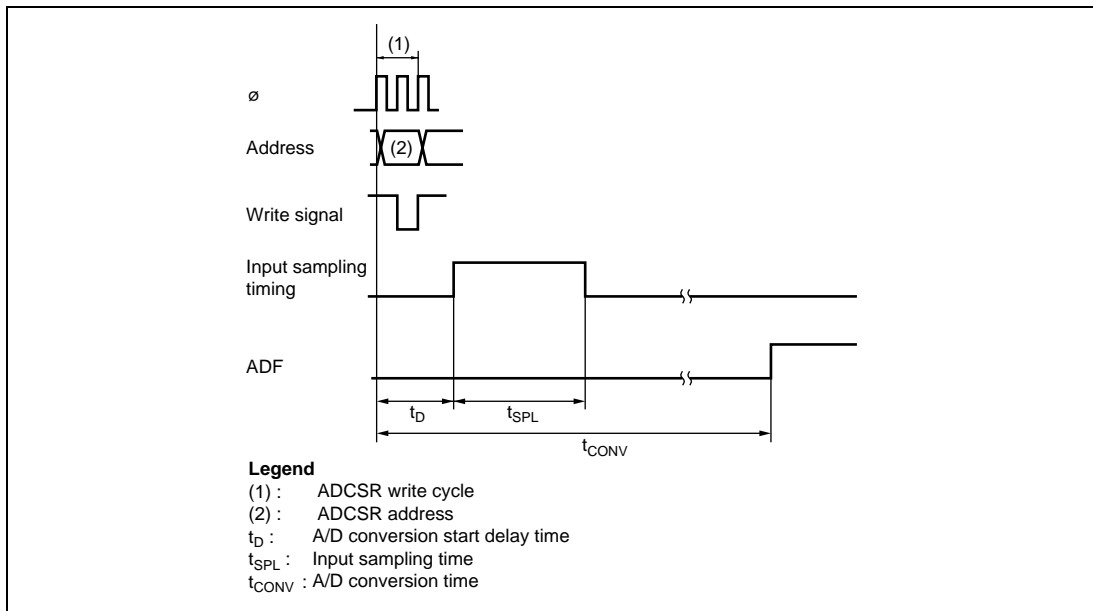 (1)
ø
Address
(2)
Write signal
Input sampling
timing
ADF
tD
tSPL
tCONV
Legend
(1) : ADCSR write cycle
(2) : ADCSR address
tD : A/D conversion start delay time
tSPL : Input sampling time
tCONV : A/D conversion time